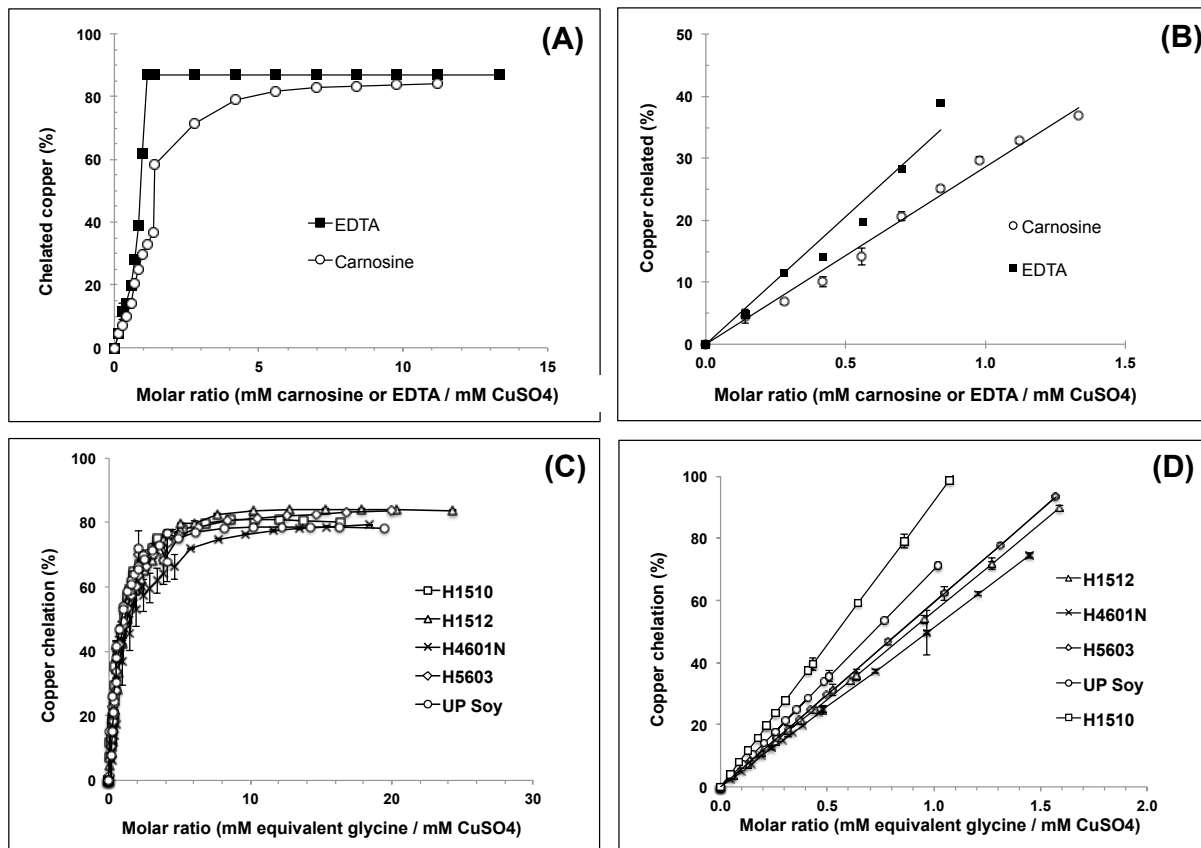 (A)
100
80
60
40
20
0
Chelated copper (%)
EDTA
Carnosine
0 5 10 15
Molar ratio (mM carnosine or EDTA / mM CuSO4)
(B)
50
40
30
20
10
0
Copper chelated (%)
Carnosine
EDTA
0.0 0.5 1.0 1.5
Molar ratio (mM carnosine or EDTA / mM CuSO4)
(C)
100
80
60
40
20
0
Copper chelation (%)
H1510
H1512
H4601N
H5603
UP Soy
0 10 20 30
Molar ratio (mM equivalent glycine / mM CuSO4)
(D)
100
80
60
40
20
0
Copper chelation (%)
H1512
H4601N
H5603
UP Soy
H1510
0.0 0.5 1.0 1.5 2.0
Molar ratio (mM equivalent glycine / mM CuSO4)